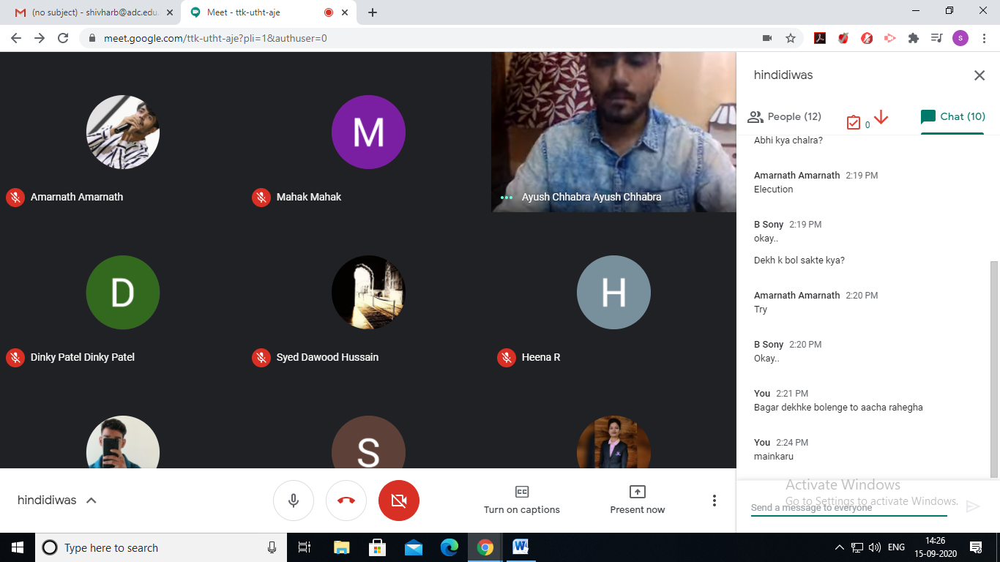 (no subject) - shivharb@adc.edu.
Meet - ttk-utht-aje
meet.google.com/ttk-utht-aje?pli=1&authuser=0
S
M
Amarnath Amarnath
Mahak Mahak
Ayush Chhabra Ayush Chhabra
D
H
Dinky Patel Dinky Patel
Syed Dawood Hussain
Heena R
S
hindidiwas
Turn on captions
Present now
hindidiwas
People (12)
0
Chat (10)
Abhi kya chalra?
Amarnath Amarnath 2:19 PM
Elecution
B Sony 2:19 PM
okay..
Dekh k bol sakte kya?
Amarnath Amarnath 2:20 PM
Try
B Sony 2:20 PM
Okay..
You 2:21 PM
Bagar dekhke bolenge to aacha rahegha
You 2:24 PM
mainkaru
Activate Windows
Go to Settings to activate Windows.
Send a message to everyone
Type here to search
ENG
14:26
15-09-2020